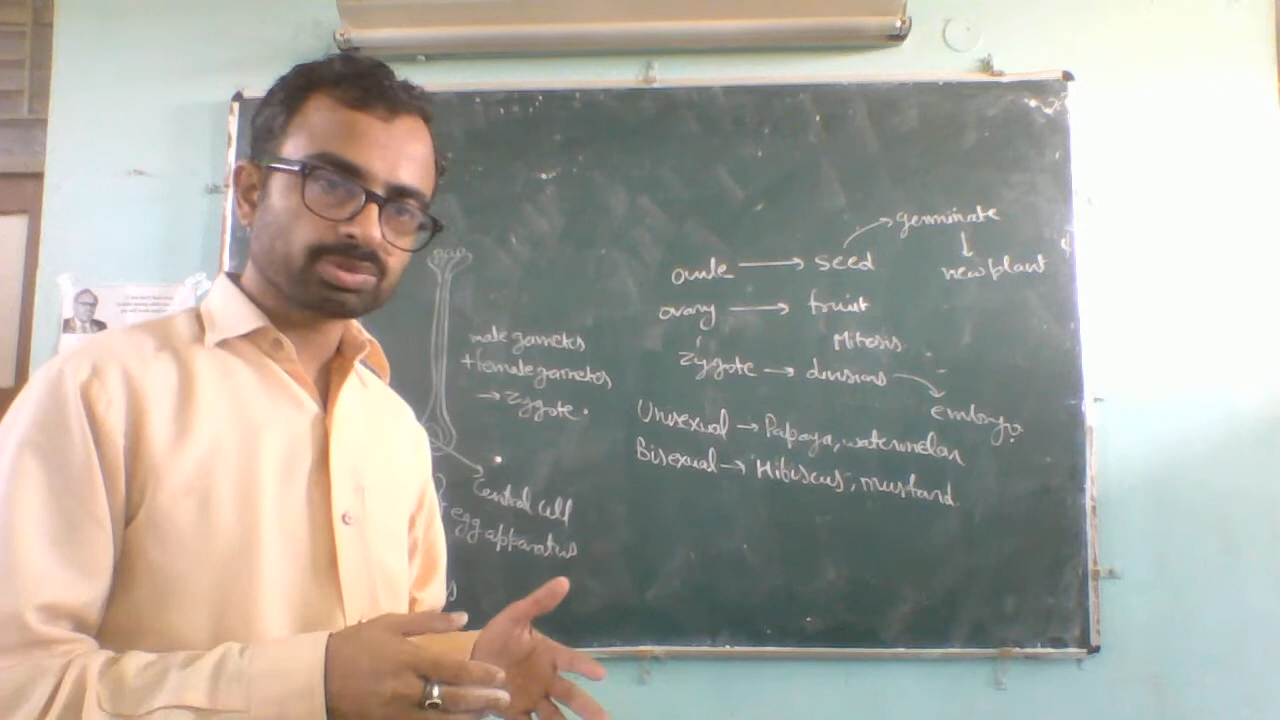 male gametes
+ female gametes
→ Zygote.
Central cell
egg apparatus
ovule → seed → germinate
↓
new plant
ovary → fruit
Mitosis
Zygote → divisions → embryo
Unisexual → Papaya, watermelon
Bisexual → Hibiscus, mustard